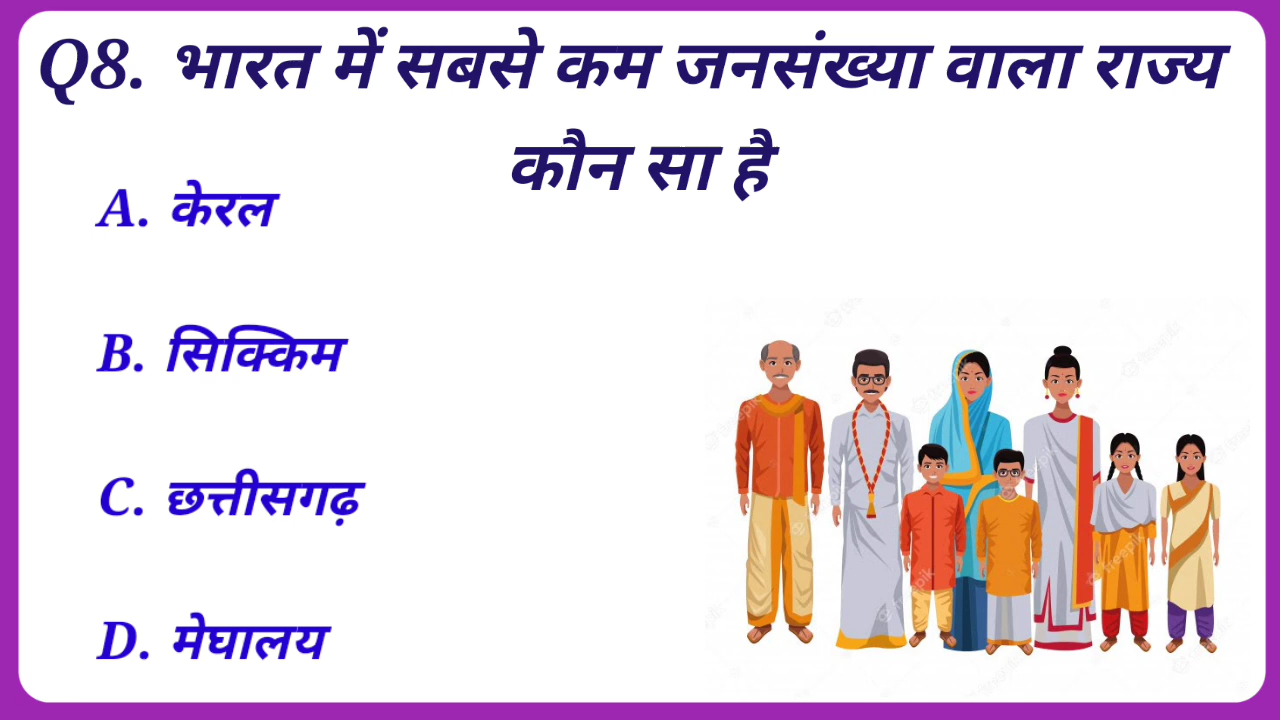 Q8. भारत में सबसे कम जनसंख्या वाला राज्य
कौन सा है
A. केरल
B. सिक्किम
C. छत्तीसगढ़
D. मेघालय